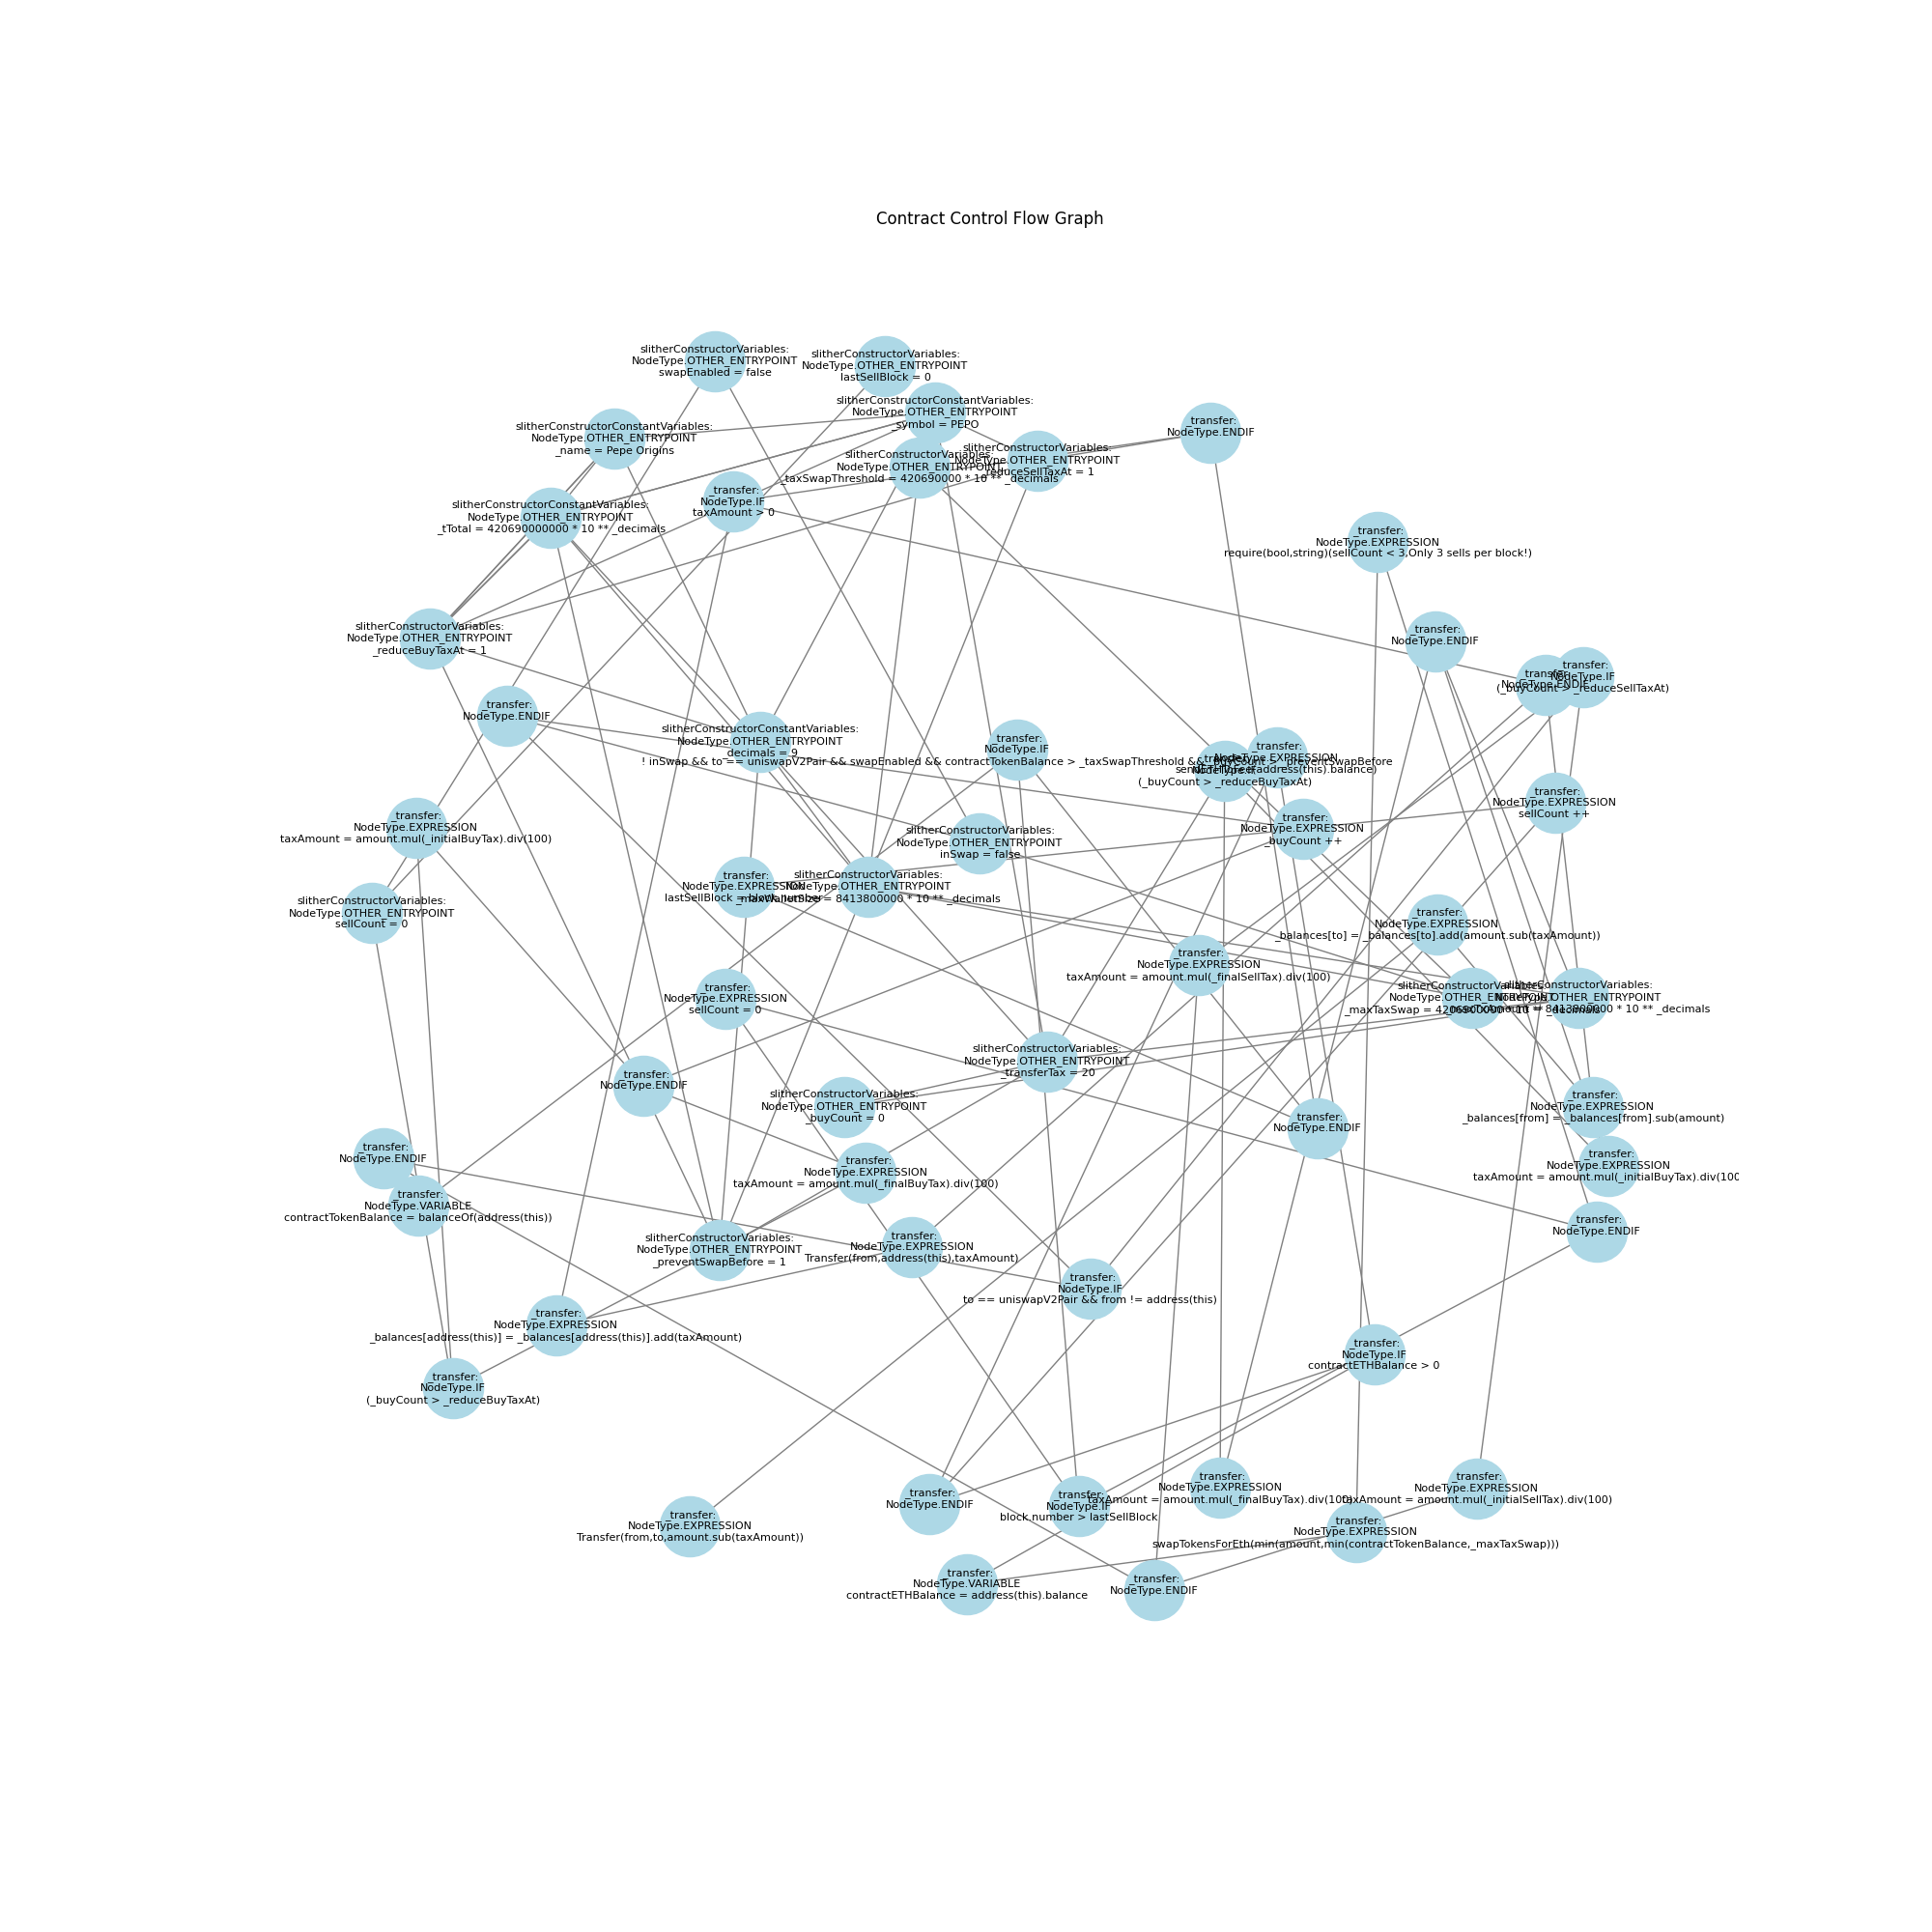 Contract Control Flow Graph
slitherConstructorVariables:
NodeType.OTHER_ENTRYPOINT
swapEnabled = false
slitherConstructorVariables:
NodeType.OTHER_ENTRYPOINT
lastSellBlock = 0
slitherConstructorConstantVariables:
NodeType.OTHER_ENTRYPOINT
_symbol = PEPO
slitherConstructorConstantVariables:
NodeType.OTHER_ENTRYPOINT
_name = Pepe Origins
_transfer:
NodeType.ENDIF
slitherConstructorVariables:
NodeType.OTHER_ENTRYPOINT
_reduceSellTaxAt = 1
slitherConstructorVariables:
NodeType.OTHER_ENTRYPOINT
_taxSwapThreshold = 420690000 * 10 ** _decimals
_transfer:
NodeType.IF
taxAmount > 0
slitherConstructorConstantVariables:
NodeType.OTHER_ENTRYPOINT
_tTotal = 420690000000 * 10 ** _decimals
_transfer:
NodeType.EXPRESSION
require(bool,string)(sellCount < 3,Only 3 sells per block!)
slitherConstructorVariables:
NodeType.OTHER_ENTRYPOINT
_reduceBuyTaxAt = 1
_transfer:
NodeType.ENDIF
_transfer:
NodeType.ENDIF
_transfer:
NodeType.IF
(_buyCount > _reduceSellTaxAt)
_transfer:
NodeType.ENDIF
slitherConstructorConstantVariables:
NodeType.OTHER_ENTRYPOINT
_decimals = 9
_transfer:
NodeType.IF
! inSwap && to == uniswapV2Pair && swapEnabled && contractTokenBalance > _taxSwapThreshold && _buyCount > _preventSwapBefore
_transfer:
NodeType.EXPRESSION
sendETHToFee(address(this).balance)
_transfer:
NodeType.IF
(_buyCount > _reduceBuyTaxAt)
_transfer:
NodeType.EXPRESSION
sellCount ++
_transfer:
NodeType.EXPRESSION
taxAmount = amount.mul(_initialBuyTax).div(100)
_transfer:
NodeType.EXPRESSION
_buyCount ++
slitherConstructorVariables:
NodeType.OTHER_ENTRYPOINT
inSwap = false
_transfer:
NodeType.EXPRESSION
lastSellBlock = block.number
slitherConstructorVariables:
NodeType.OTHER_ENTRYPOINT
_maxWalletSize = 8413800000 * 10 ** _decimals
slitherConstructorVariables:
NodeType.OTHER_ENTRYPOINT
sellCount = 0
_transfer:
NodeType.EXPRESSION
_balances[to] = _balances[to].add(amount.sub(taxAmount))
_transfer:
NodeType.EXPRESSION
taxAmount = amount.mul(_finalSellTax).div(100)
_transfer:
NodeType.EXPRESSION
sellCount = 0
slitherConstructorVariables:
NodeType.OTHER_ENTRYPOINT
_maxTaxSwap = 4206900000 * 10 ** _decimals
slitherConstructorVariables:
NodeType.OTHER_ENTRYPOINT
_maxTxAmount = 8413800000 * 10 ** _decimals
slitherConstructorVariables:
NodeType.OTHER_ENTRYPOINT
_transferTax = 20
_transfer:
NodeType.ENDIF
slitherConstructorVariables:
NodeType.OTHER_ENTRYPOINT
_buyCount = 0
_transfer:
NodeType.EXPRESSION
_balances[from] = _balances[from].sub(amount)
_transfer:
NodeType.ENDIF
_transfer:
NodeType.ENDIF
_transfer:
NodeType.EXPRESSION
taxAmount = amount.mul(_finalBuyTax).div(100)
_transfer:
NodeType.EXPRESSION
taxAmount = amount.mul(_initialBuyTax).div(100
_transfer:
NodeType.VARIABLE
contractTokenBalance = balanceOf(address(this))
_transfer:
NodeType.ENDIF
slitherConstructorVariables:
NodeType.OTHER_ENTRYPOINT
_preventSwapBefore = 1
_transfer:
NodeType.EXPRESSION
Transfer(from,address(this),taxAmount)
_transfer:
NodeType.IF
to == uniswapV2Pair && from != address(this)
_transfer:
NodeType.EXPRESSION
_balances[address(this)] = _balances[address(this)].add(taxAmount)
_transfer:
NodeType.IF
contractETHBalance > 0
_transfer:
NodeType.IF
(_buyCount > _reduceBuyTaxAt)
_transfer:
NodeType.EXPRESSION
taxAmount = amount.mul(_finalBuyTax).div(100)
_transfer:
NodeType.EXPRESSION
taxAmount = amount.mul(_initialSellTax).div(100)
_transfer:
NodeType.ENDIF
_transfer:
NodeType.IF
block.number > lastSellBlock
_transfer:
NodeType.EXPRESSION
Transfer(from,to,amount.sub(taxAmount))
_transfer:
NodeType.EXPRESSION
swapTokensForEth(min(amount,min(contractTokenBalance,_maxTaxSwap)))
_transfer:
NodeType.VARIABLE
contractETHBalance = address(this).balance
_transfer:
NodeType.ENDIF